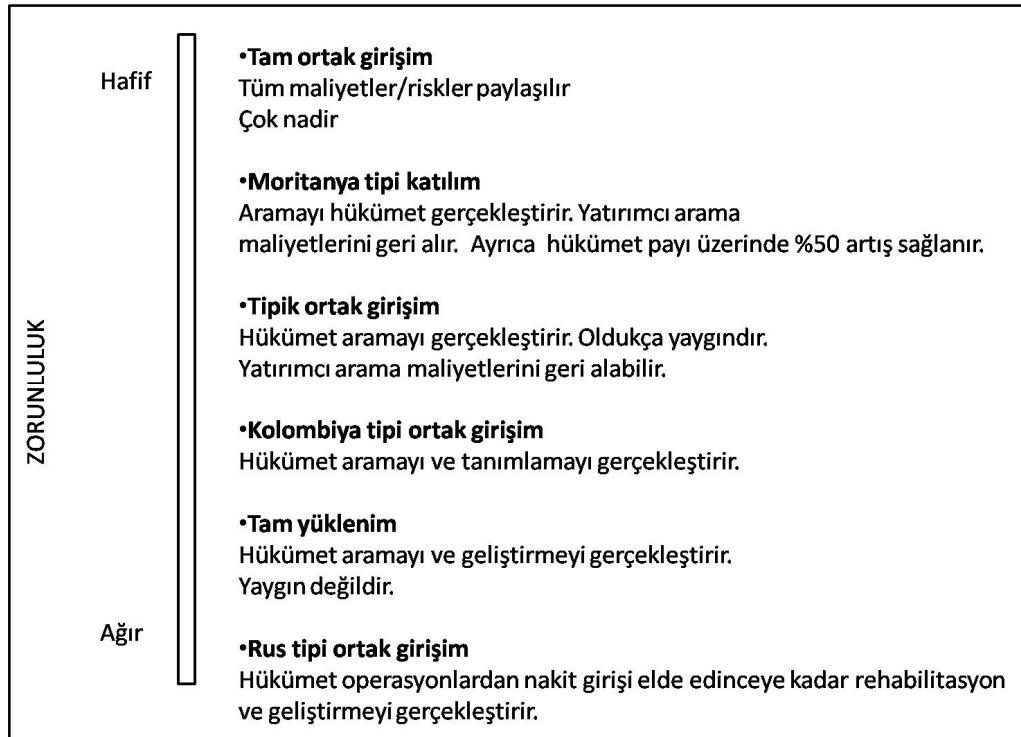 Hafif
•Tam ortak girişim
Tüm maliyetler/riskler paylaşılır
Çok nadir
•Moritanya tipi katılım
Aramayı hükümet gerçekleştirir. Yatırımcı arama
maliyetlerini geri alır. Ayrıca hükümet payı üzerinde %50 artış sağlanır.
ZORUNLULUK
•Tipik ortak girişim
Hükümet aramayı gerçekleştirir. Oldukça yaygındır.
Yatırımcı arama maliyetlerini geri alabilir.
•Kolombiya tipi ortak girişim
Hükümet aramayı ve tanımlamayı gerçekleştirir.
•Tam yüklenim
Hükümet aramayı ve geliştirmeyi gerçekleştirir.
Yaygın değildir.
Ağır
•Rus tipi ortak girişim
Hükümet operasyonlardan nakit girişi elde edinceye kadar rehabilitasyon
ve geliştirmeyi gerçekleştirir.